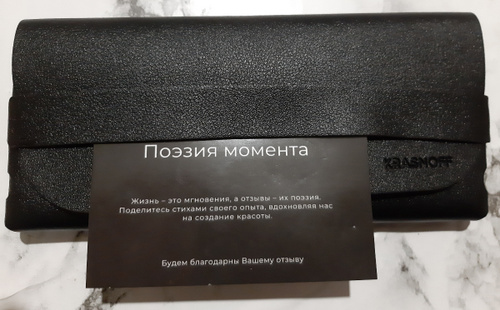 Поэзия момента
KRASNOFF
Жизнь – это мгновения, а отзывы – их поэзия.
Поделитесь стихами своего опыта, вдохновляя нас
на создание красоты.
Будем благодарны Вашему отзыву